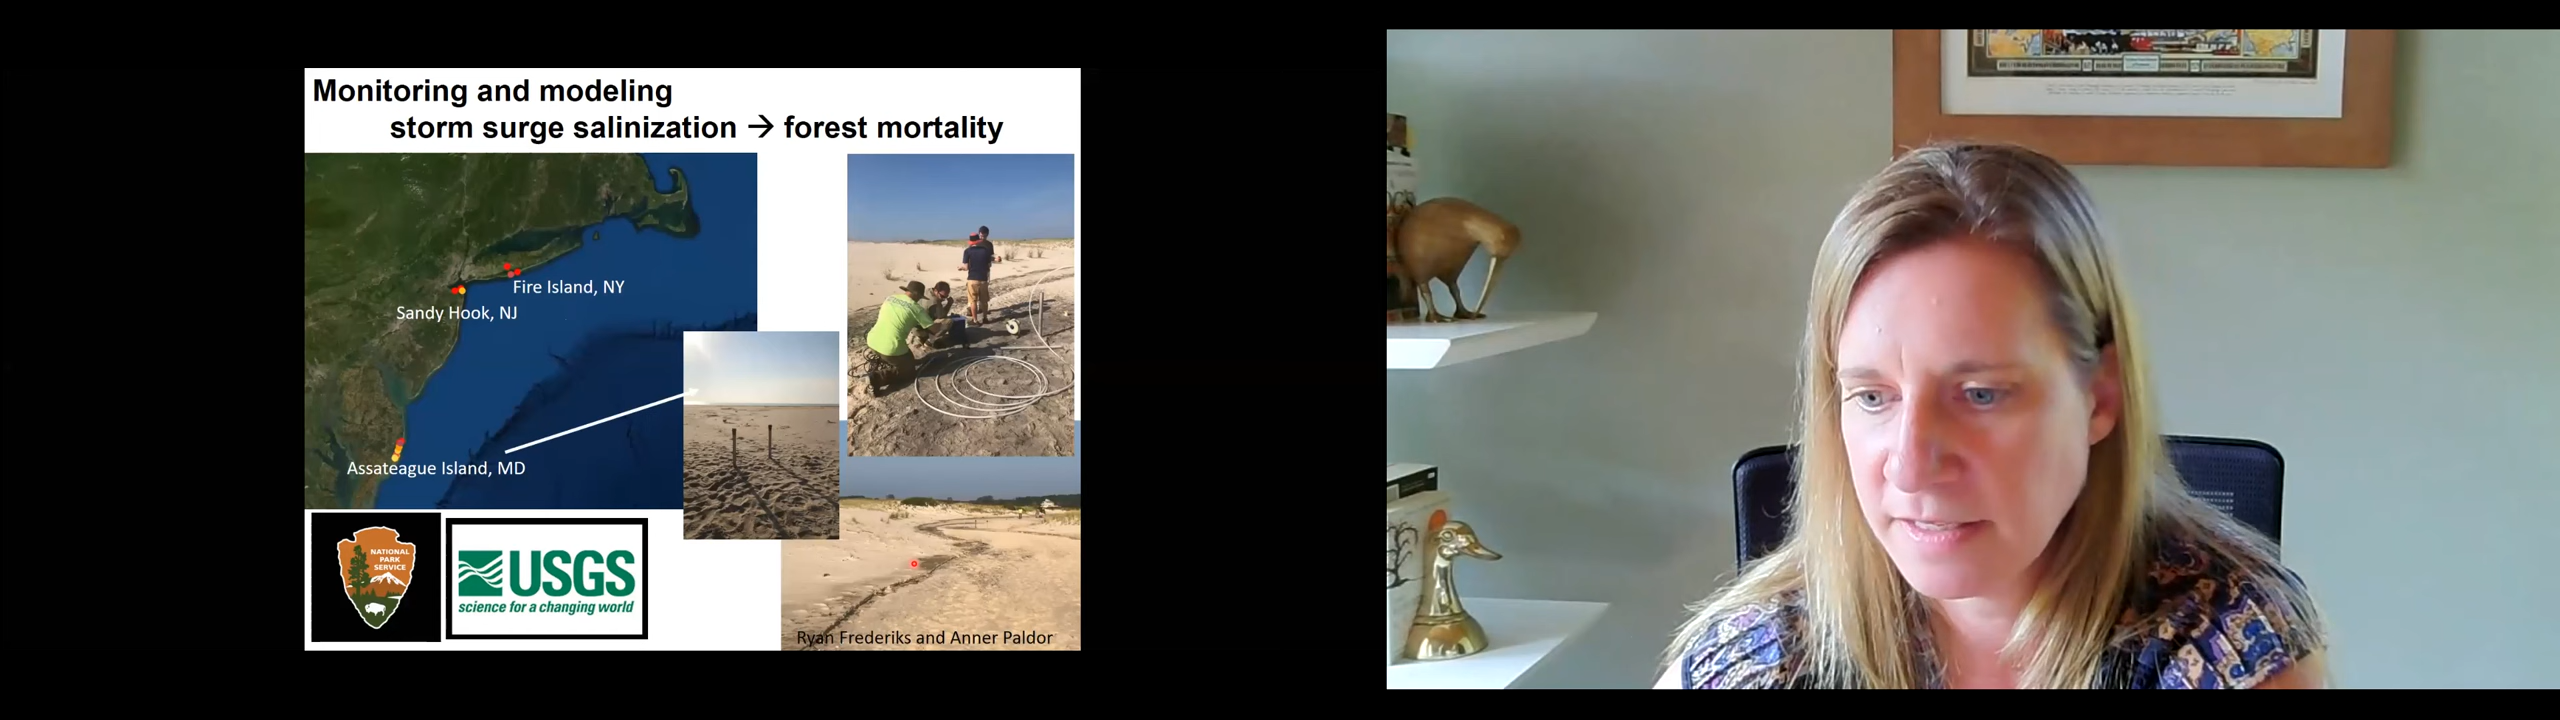 Monitoring and modeling
storm surge salinization → forest mortality
Fire Island, NY
Sandy Hook, NJ
Assateague Island, MD
NATIONAL
PARK
SERVICE
USGS
science for a changing world
Ryan Frederiks and Anner Paldor